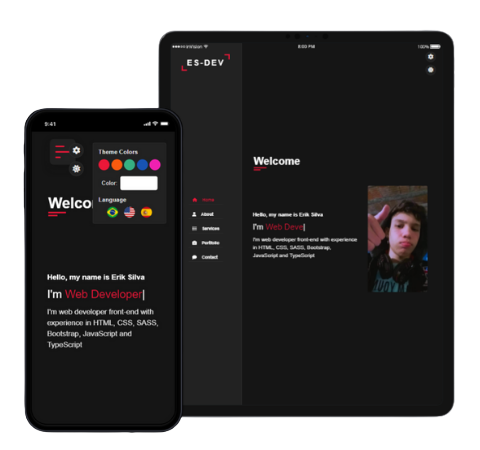 9:41
Theme Colors
Color:
Language
Welco
Hello, my name is Erik Silva
I'm Web Developer|
I'm web developer front-end with
experience in HTML, CSS, SASS,
Bootstrap, JavaScript and
TypeScript
8:00 PM
100%
ES-DEV
Home
About
Services
Portfolio
Contact
Welcome
Hello, my name is Erik Silva
I'm Web Deve|
I'm web developer front-end with experience
in HTML, CSS, SASS, Bootstrap,
JavaScript and TypeScript